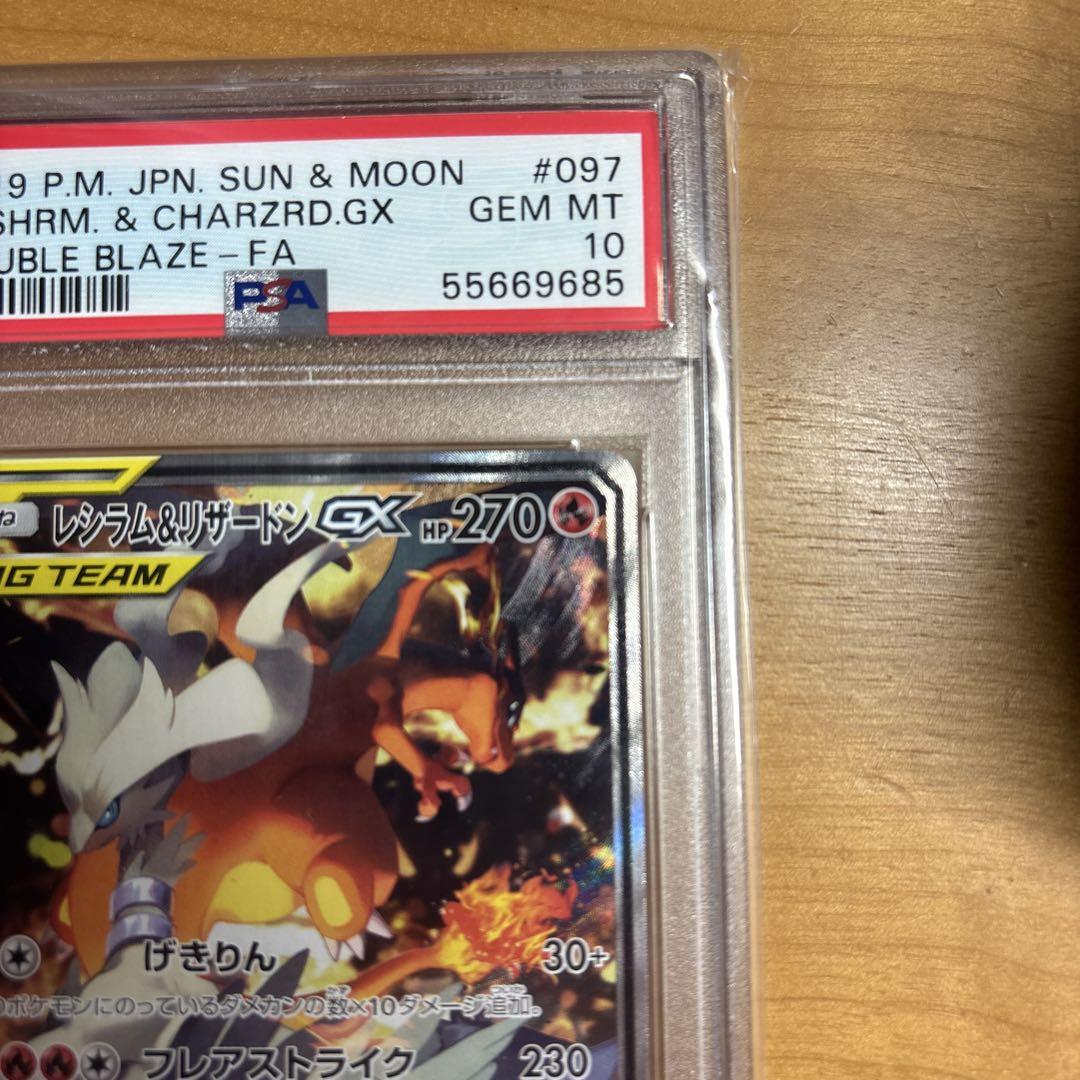 19 P.M. JPN. SUN & MOON #097
SHRM. & CHARZRD.GX GEM MT
UBLE BLAZE - FA 10
PSA 55669685
ね レシラム&リザードンGX HP270
G TEAM
げきりん 30+
ポケモンにのっているダメカンの数×10ダメージ追加。
フレアストライク 230